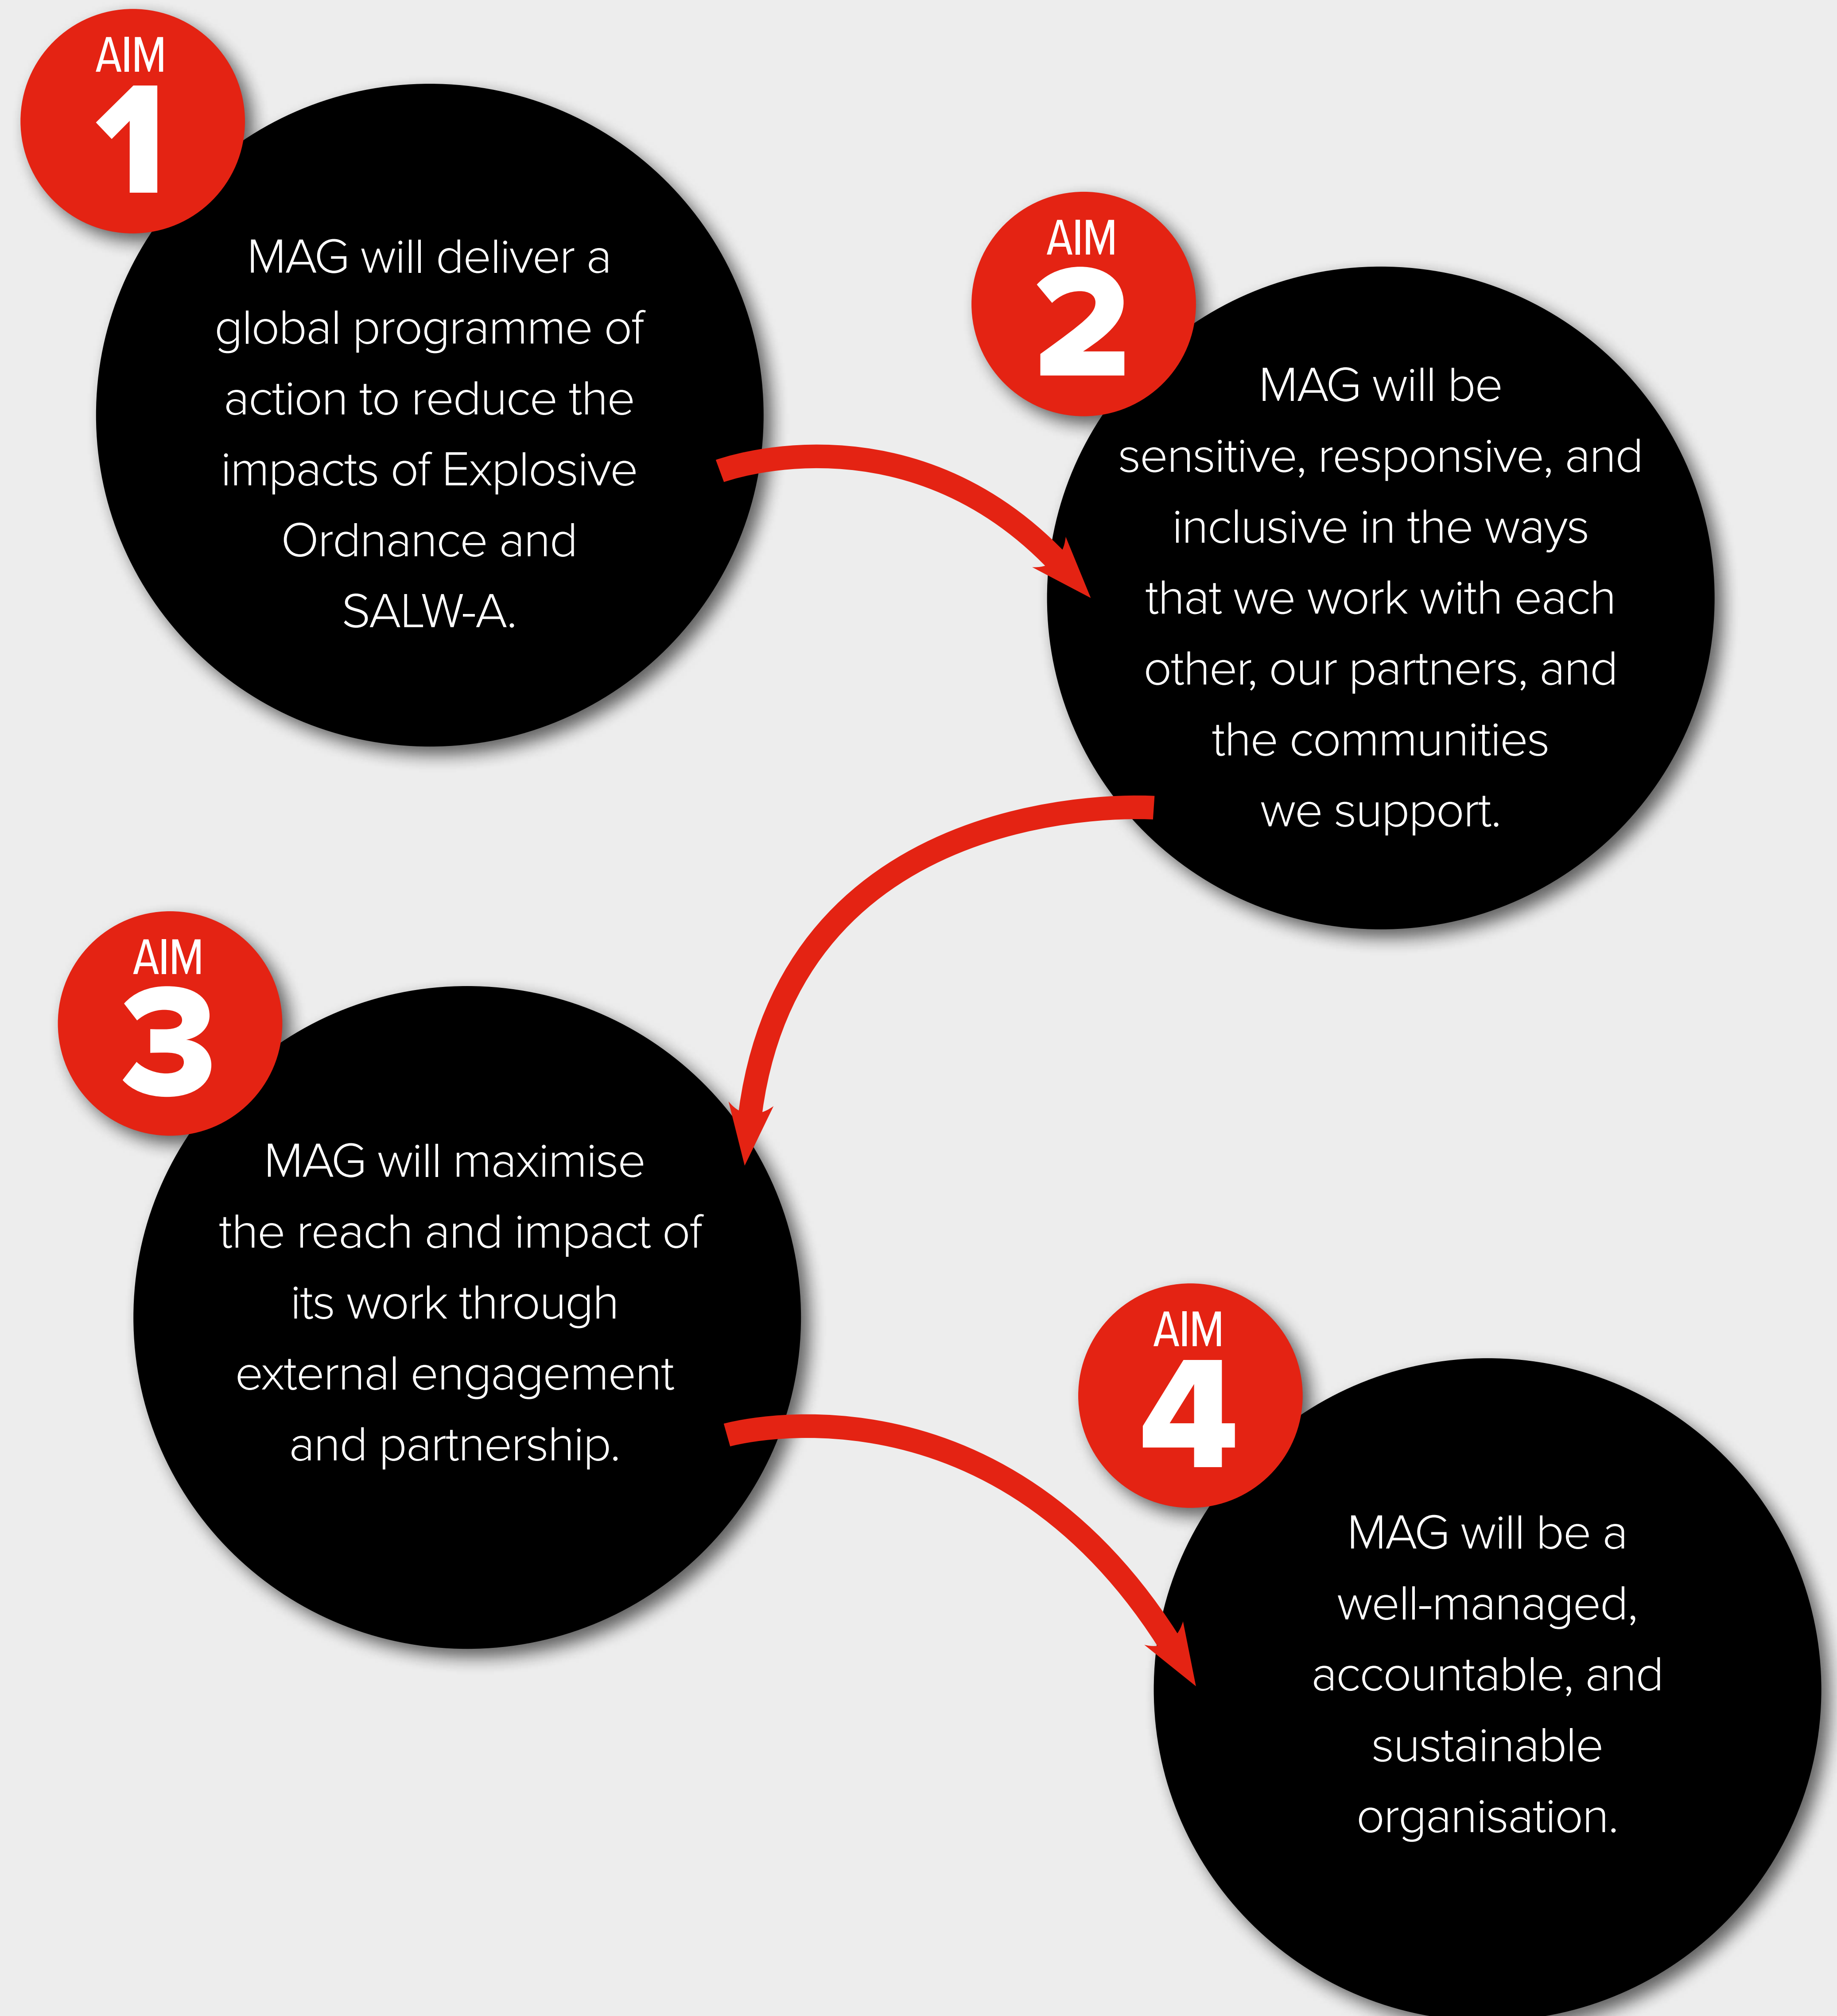 AIM
1
MAG will deliver a
global programme of
action to reduce the
impacts of Explosive
Ordnance and
SALW-A.
AIM
2
MAG will be
sensitive, responsive, and
inclusive in the ways
that we work with each
other, our partners, and
the communities
we support.
AIM
3
MAG will maximise
the reach and impact of
its work through
external engagement
and partnership.
AIM
4
MAG will be a
well-managed,
accountable, and
sustainable
organisation.